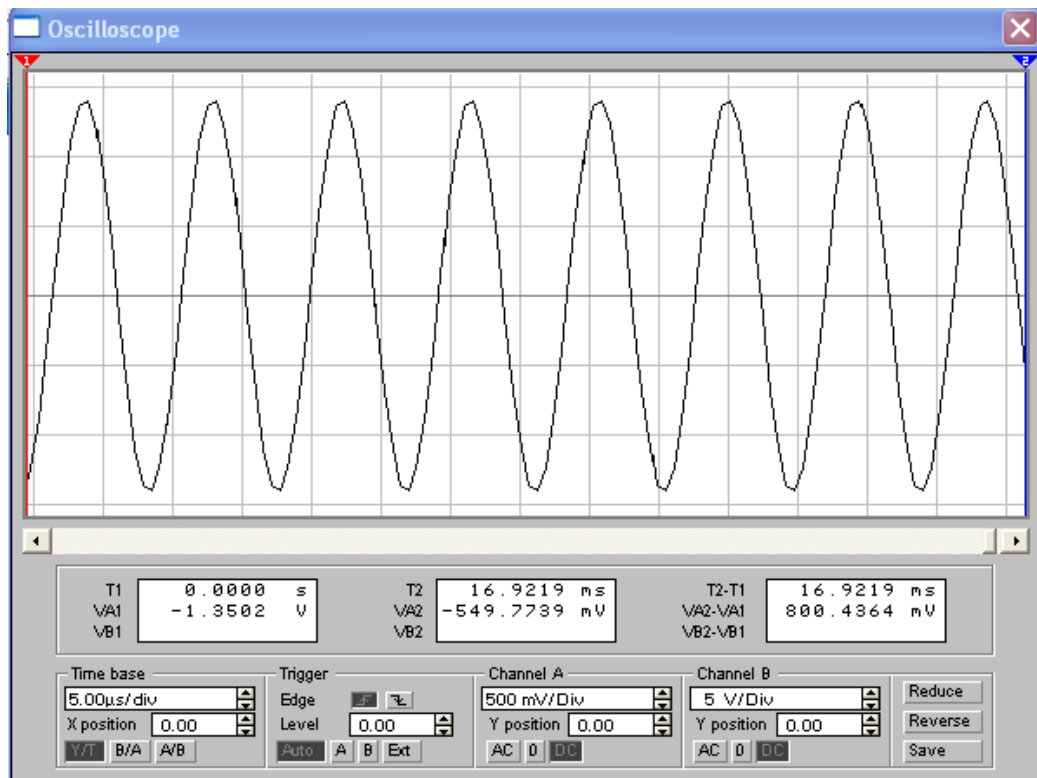 Oscilloscope
1 2
T1 0.0000 s T2 16.9219 ms T2-T1 16.9219 ms
VA1 -1.3502 V VA2 -549.7739 mV VA2-VA1 800.4364 mV
VB1 VB2 VB2-VB1
Time base Trigger Channel A Channel B
5.00µs/div Edge 500 mV/Div 5 V/Div Reduce
X position 0.00 Level 0.00 Y position 0.00 Y position 0.00 Reverse
Y/T B/A A/B Auto A B Ext AC 0 DC AC 0 DC Save